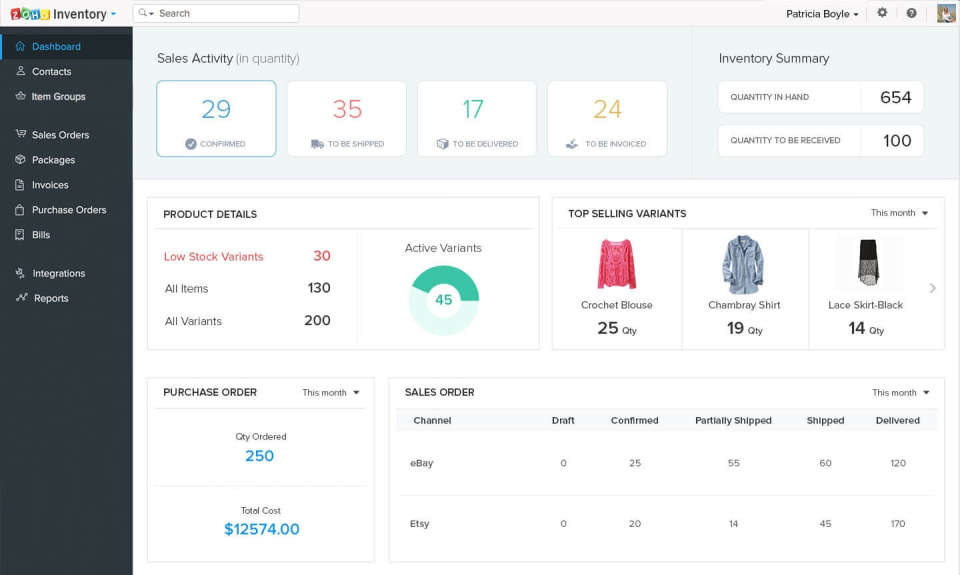 ZOHO Inventory
Search
Patricia Boyle
Dashboard
Contacts
Item Groups
Sales Orders
Packages
Invoices
Purchase Orders
Bills
Integrations
Reports
Sales Activity (in quantity)
29
CONFIRMED
35
TO BE SHIPPED
17
TO BE DELIVERED
24
TO BE INVOICED
Inventory Summary
QUANTITY IN HAND 654
QUANTITY TO BE RECEIVED 100
PRODUCT DETAILS
Low Stock Variants 30
All Items 130
All Variants 200
Active Variants
45
TOP SELLING VARIANTS This month
Crochet Blouse
25 Qty
Chambray Shirt
19 Qty
Lace Skirt-Black
14 Qty
PURCHASE ORDER This month
Qty Ordered
250
Total Cost
$12574.00
SALES ORDER This month
Channel Draft Confirmed Partially Shipped Shipped Delivered
eBay 0 25 55 60 120
Etsy 0 20 14 45 170